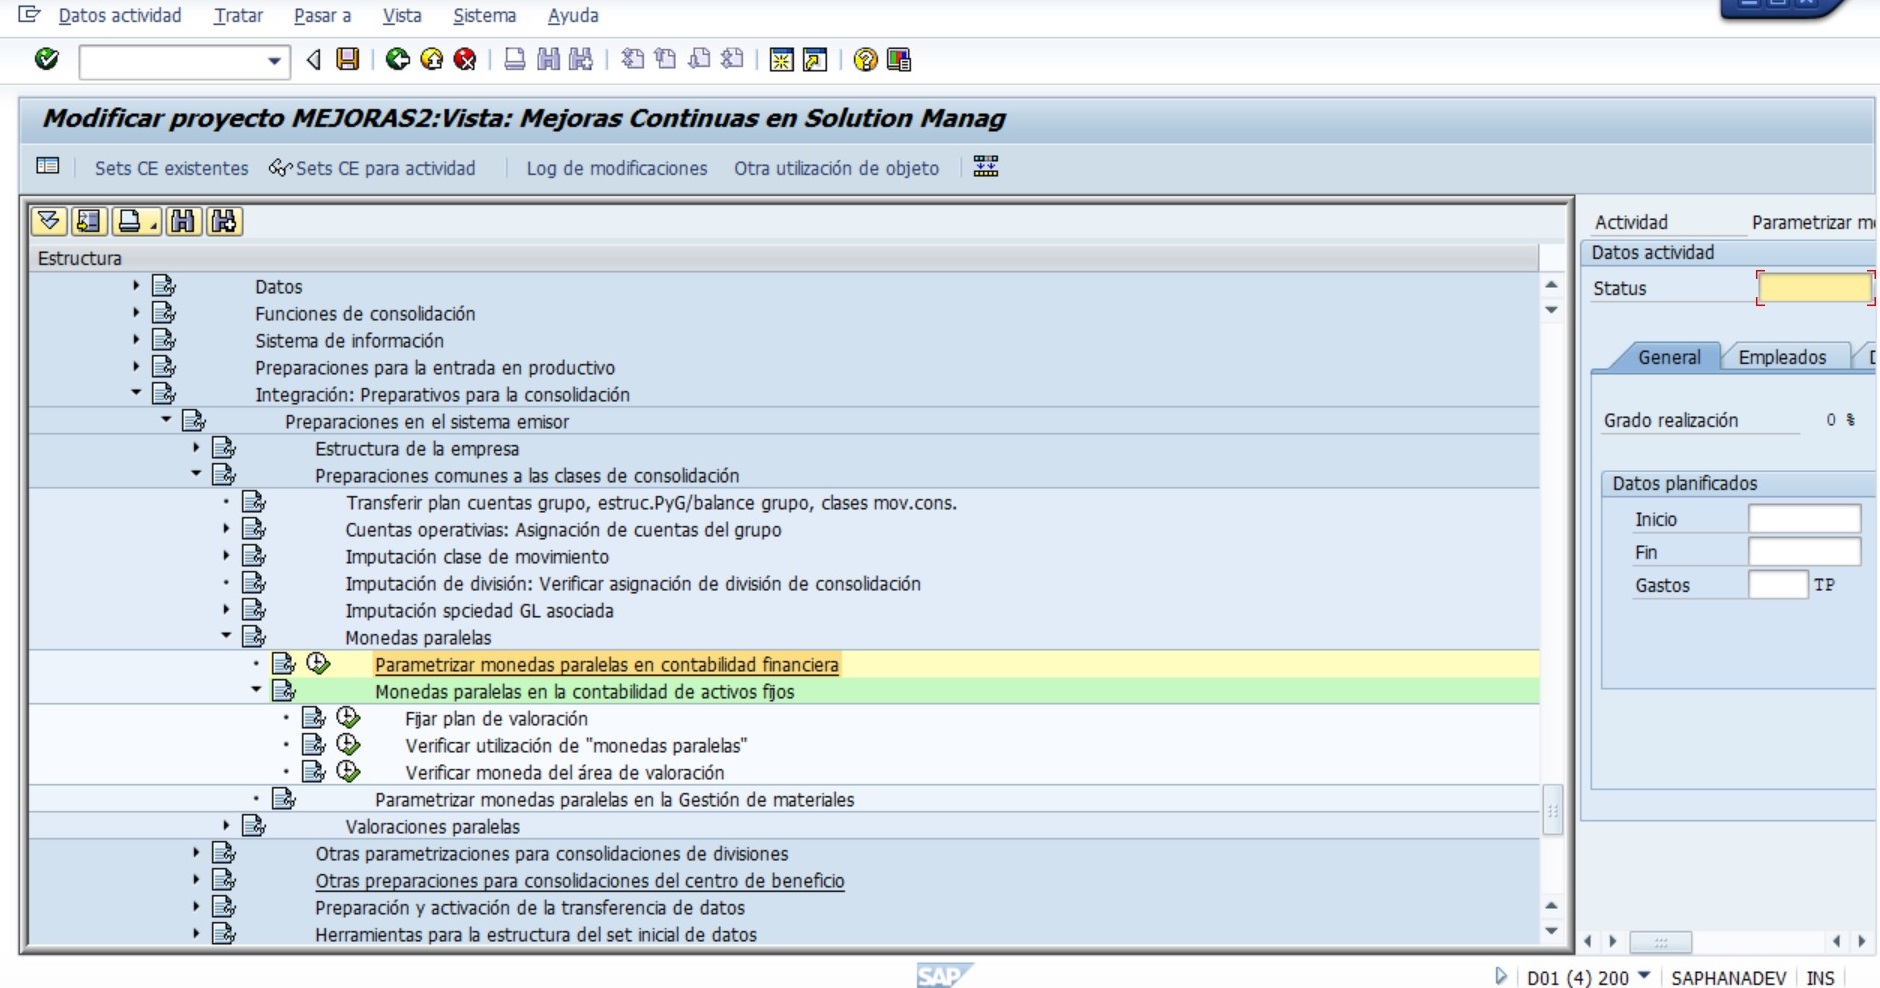 Datos actividad Tratar Pasar a Vista Sistema Ayuda
Modificar proyecto MEJORAS2:Vista: Mejoras Continuas en Solution Manag
Sets CE existentes Sets CE para actividad Log de modificaciones Otra utilización de objeto
Estructura
Datos
Funciones de consolidación
Sistema de información
Preparaciones para la entrada en productivo
Integración: Preparativos para la consolidación
Preparaciones en el sistema emisor
Estructura de la empresa
Preparaciones comunes a las clases de consolidación
Transferir plan cuentas grupo, estruc.PyG/balance grupo, clases mov.cons.
Cuentas operativias: Asignación de cuentas del grupo
Imputación clase de movimiento
Imputación de división: Verificar asignación de división de consolidación
Imputación spciedad GL asociada
Monedas paralelas
Parametrizar monedas paralelas en contabilidad financiera
Monedas paralelas en la contabilidad de activos fijos
Fijar plan de valoración
Verificar utilización de "monedas paralelas"
Verificar moneda del área de valoración
Parametrizar monedas paralelas en la Gestión de materiales
Valoraciones paralelas
Otras parametrizaciones para consolidaciones de divisiones
Otras preparaciones para consolidaciones del centro de beneficio
Preparación y activación de la transferencia de datos
Herramientas para la estructura del set inicial de datos
Actividad Parametrizar
Datos actividad
Status
General Empleados
Grado realización 0 %
Datos planificados
Inicio
Fin
Gastos TP
SAP
D01 (4) 200 SAPHANADEV INS